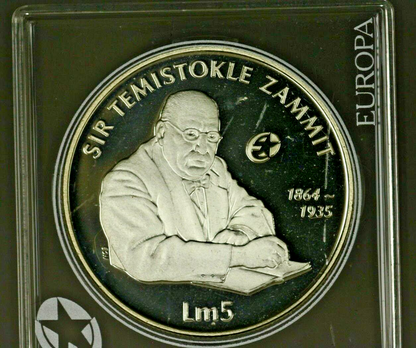 SIR TEMISTOKLE ZAMMIT
1864 ~
1935
Lm5
EUROPA